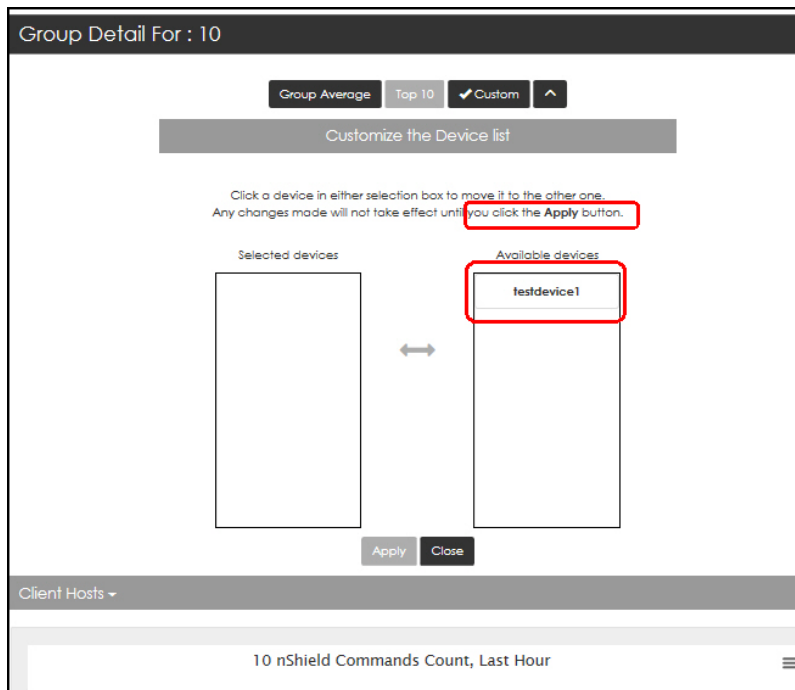 Group Detail For : 10
Group Average Top 10 ✔Custom
Customize the Device list
Click a device in either selection box to move it to the other one.
Any changes made will not take effect until you click the Apply button.
Selected devices Available devices
testdevice1
Apply Close
Client Hosts
10 nShield Commands Count, Last Hour